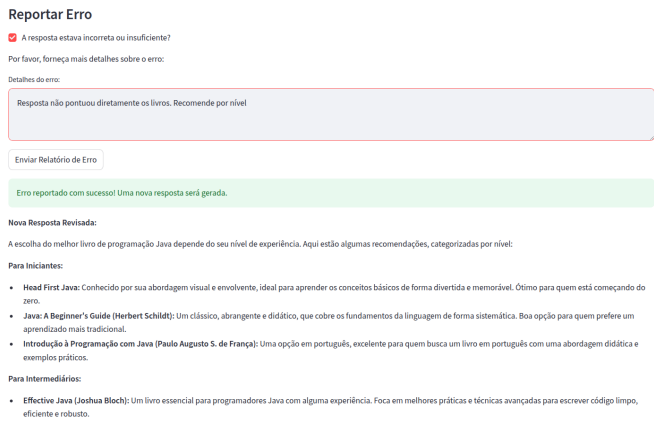 Reportar Erro
A resposta estava incorreta ou insuficiente?
Por favor, forneça mais detalhes sobre o erro:
Detalhes do erro:
Resposta não pontuou diretamente os livros. Recomende por nível
Enviar Relatório de Erro
Erro reportado com sucesso! Uma nova resposta será gerada.
Nova Resposta Revisada:
A escolha do melhor livro de programação Java depende do seu nível de experiência. Aqui estão algumas recomendações, categorizadas por nível:
Para Iniciantes:
• Head First Java: Conhecido por sua abordagem visual e envolvente, ideal para aprender os conceitos básicos de forma divertida e memorável. Ótimo para quem está começando do
zero.
• Java: A Beginner's Guide (Herbert Schildt): Um clássico, abrangente e didático, que cobre os fundamentos da linguagem de forma sistemática. Boa opção para quem prefere um
aprendizado mais tradicional.
• Introdução à Programação com Java (Paulo Augusto S. de França): Uma opção em português, excelente para quem busca um livro em português com uma abordagem didática e
exemplos práticos.
Para Intermediários:
• Effective Java (Joshua Bloch): Um livro essencial para programadores Java com alguma experiência. Foca em melhores práticas e técnicas avançadas para escrever código limpo,
eficiente e robusto.